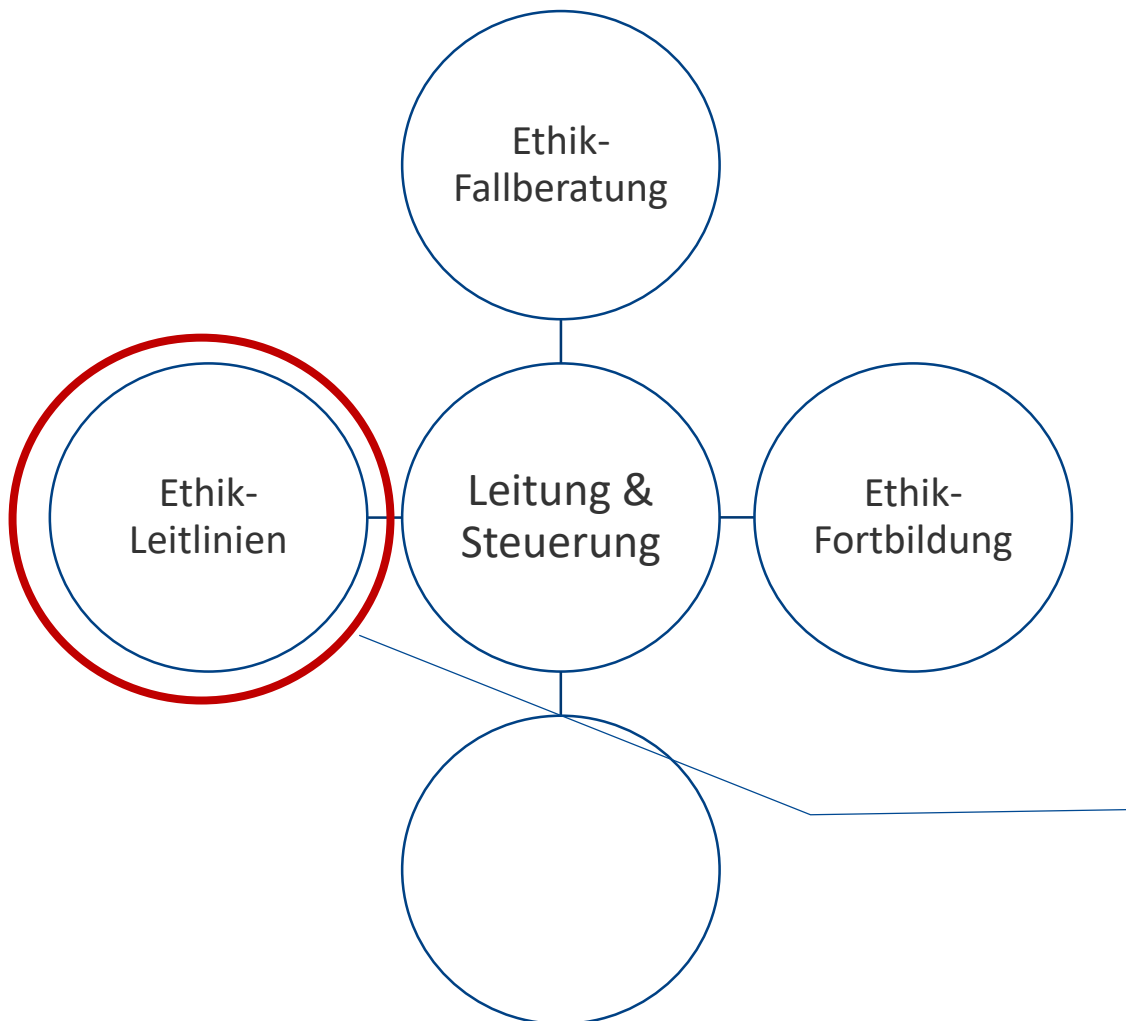 Ethik-
Fallberatung
Ethik-
Leitlinien
Leitung &
Steuerung
Ethik-
Fortbildung